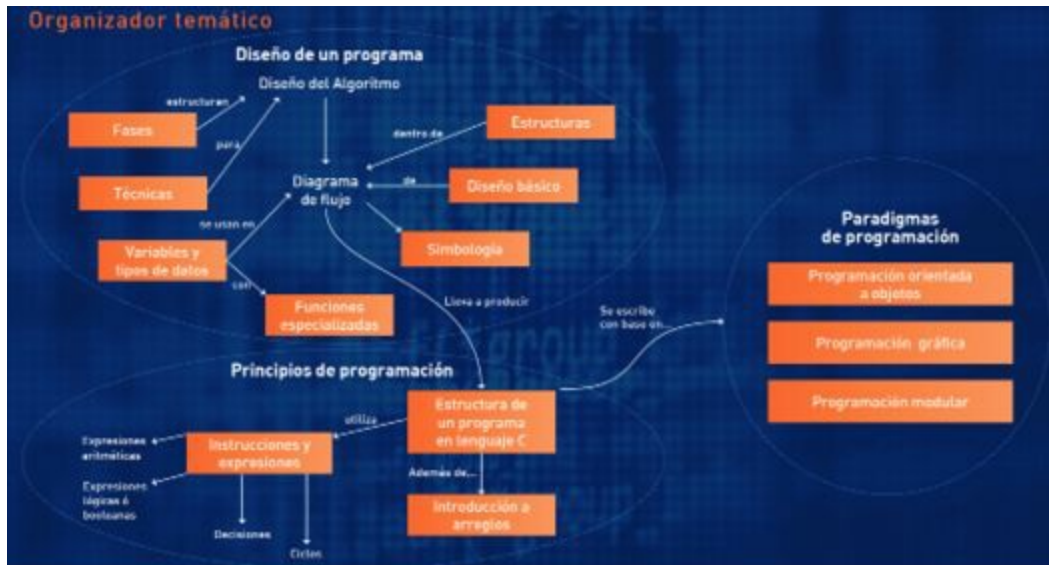 Organizador temático
Diseño de un programa
Diseño del Algoritmo
estructuran
Fases
para
Técnicas
dentro de
Estructuras
Diagrama
de flujo
de
Diseño básico
Simbología
se usan en
Variables y
tipos de datos
con
Funciones
especializadas
Lleva a producir
Se escribe
con base en...
Paradigmas
de programación
Programación orientada
a objetos
Programación gráfica
Programación modular
Principios de programación
Estructura de
un programa
en lenguaje C
utiliza
Instrucciones y
expresiones
Expresiones
aritméticas
Expresiones
lógicas ó
booleanas
Decisiones
Ciclos
Además de...
Introducción a
arreglos